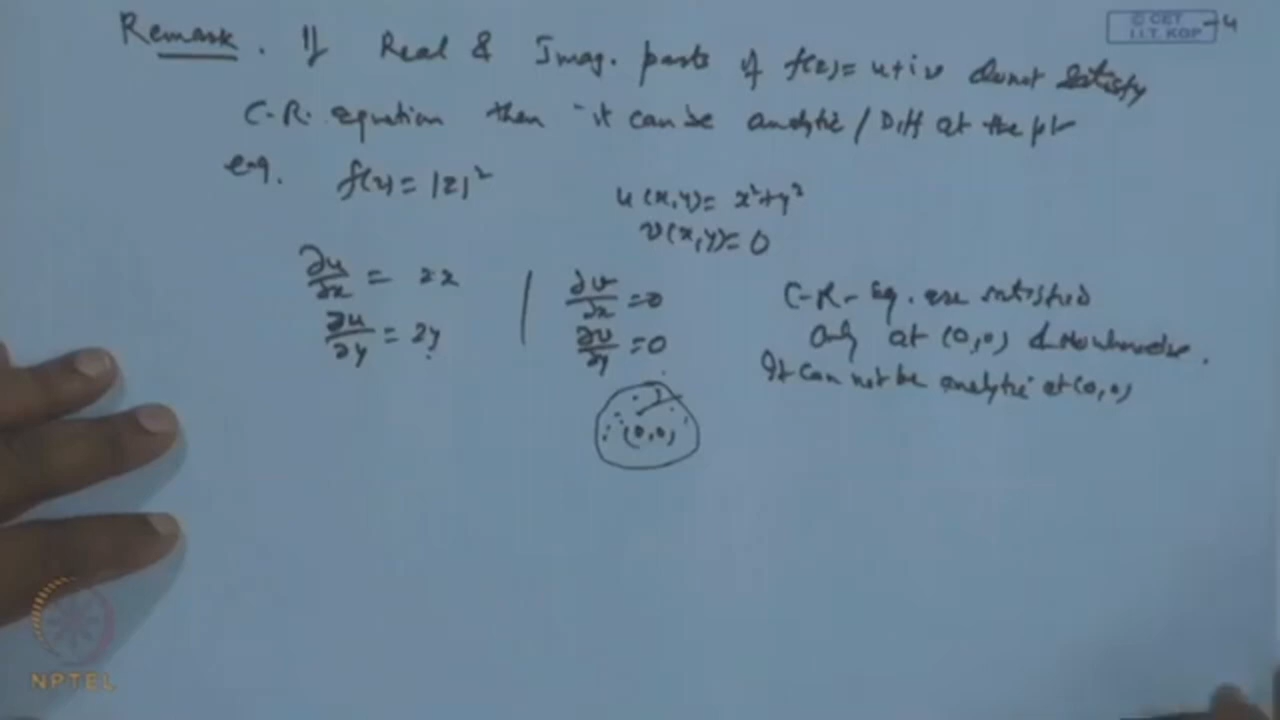 © CET
I.I.T. KGP
-4
Remark. If Real & Imag. parts of f(z) = u+iv do not satisfy
C-R. equation then it can be analytic / Diff at the pt
eg. f(z) = |z|²
u(x,y) = x²+y²
v(x,y) = 0
∂u/∂x = 2x | ∂v/∂x = 0
∂u/∂y = 2y ∂v/∂y = 0
C-R- Eq. are satisfied
only at (0,0) & nowhere.
It can not be analytic at (0,0)
(0,0)
NPTEL